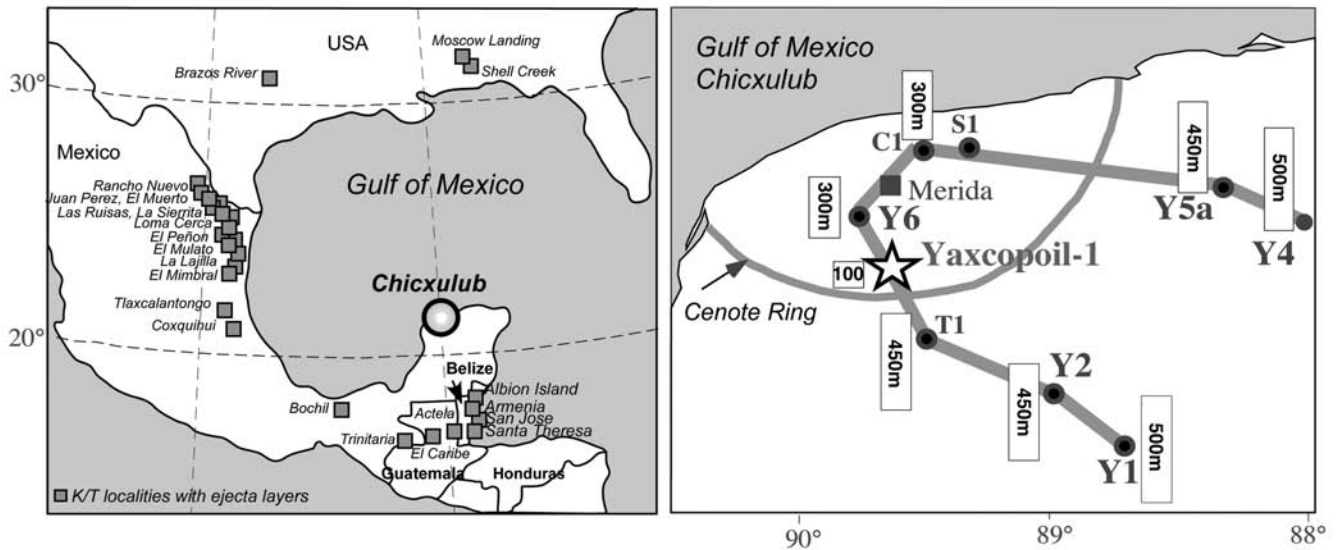 30°
20°
USA
Moscow Landing
Shell Creek
Brazos River
Mexico
Rancho Nuevo
Juan Perez, El Muerto
Las Ruisas, La Sierrita
Loma Cerca
El Peñon
El Mulato
La Lajilla
El Mimbral
Tlaxcalantongo
Coxquihui
Gulf of Mexico
Chicxulub
Belize
Albion Island
Armenia
San Jose
Santa Theresa
Bochil
Actela
Trinitaria
El Caribe
Guatemala
Honduras
K/T localities with ejecta layers
Gulf of Mexico
Chicxulub
300m
C1
S1
450m
500m
Merida
300m
Y6
Y5a
Y4
Yaxcopoil-1
100
Cenote Ring
T1
450m
Y2
450m
500m
Y1
90°
89°
88°